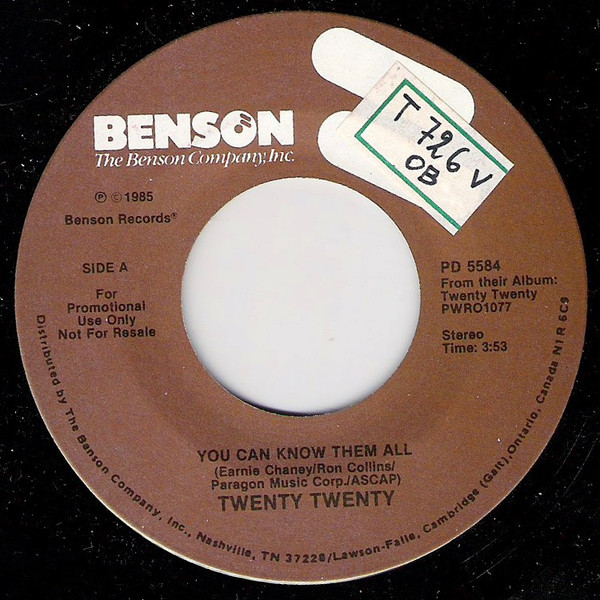 BENSON
The Benson Company, Inc.
T 726 V
OB
℗ © 1985
Benson Records®
SIDE A
For
Promotional
Use Only
Not For Resale
PD 5584
From their Album:
Twenty Twenty
PWRO1077
Stereo
Time: 3:53
YOU CAN KNOW THEM ALL
(Earnie Chaney/Ron Collins/
Paragon Music Corp./ASCAP)
TWENTY TWENTY
Distributed by The Benson Company, Inc., Nashville, TN 37228/Lawson-Falle, Cambridge (Galt), Ontario, Canada N1R 6C9